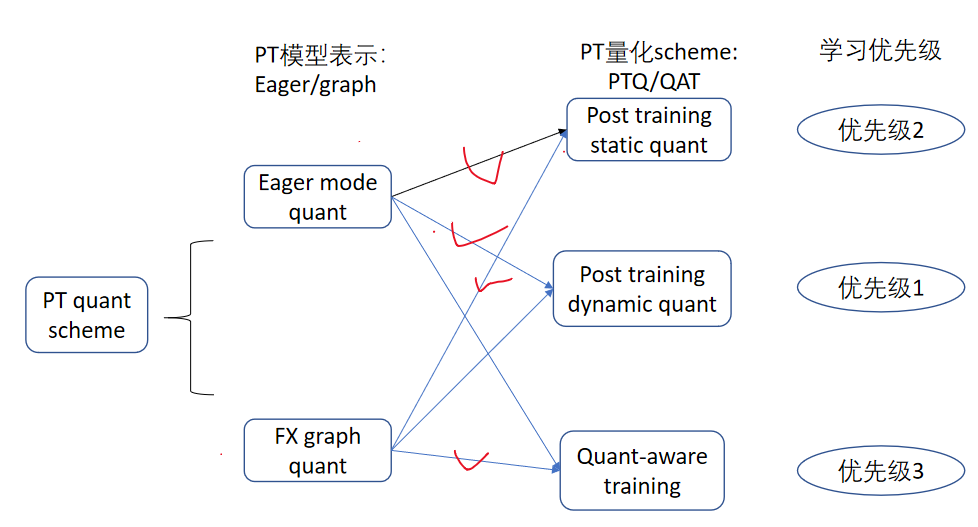 PT模型表示：
Eager/graph
PT量化scheme:
PTQ/QAT
学习优先级
Post training
static quant
优先级2
Eager mode
quant
Post training
dynamic quant
优先级1
PT quant
scheme
FX graph
quant
Quant-aware
training
优先级3